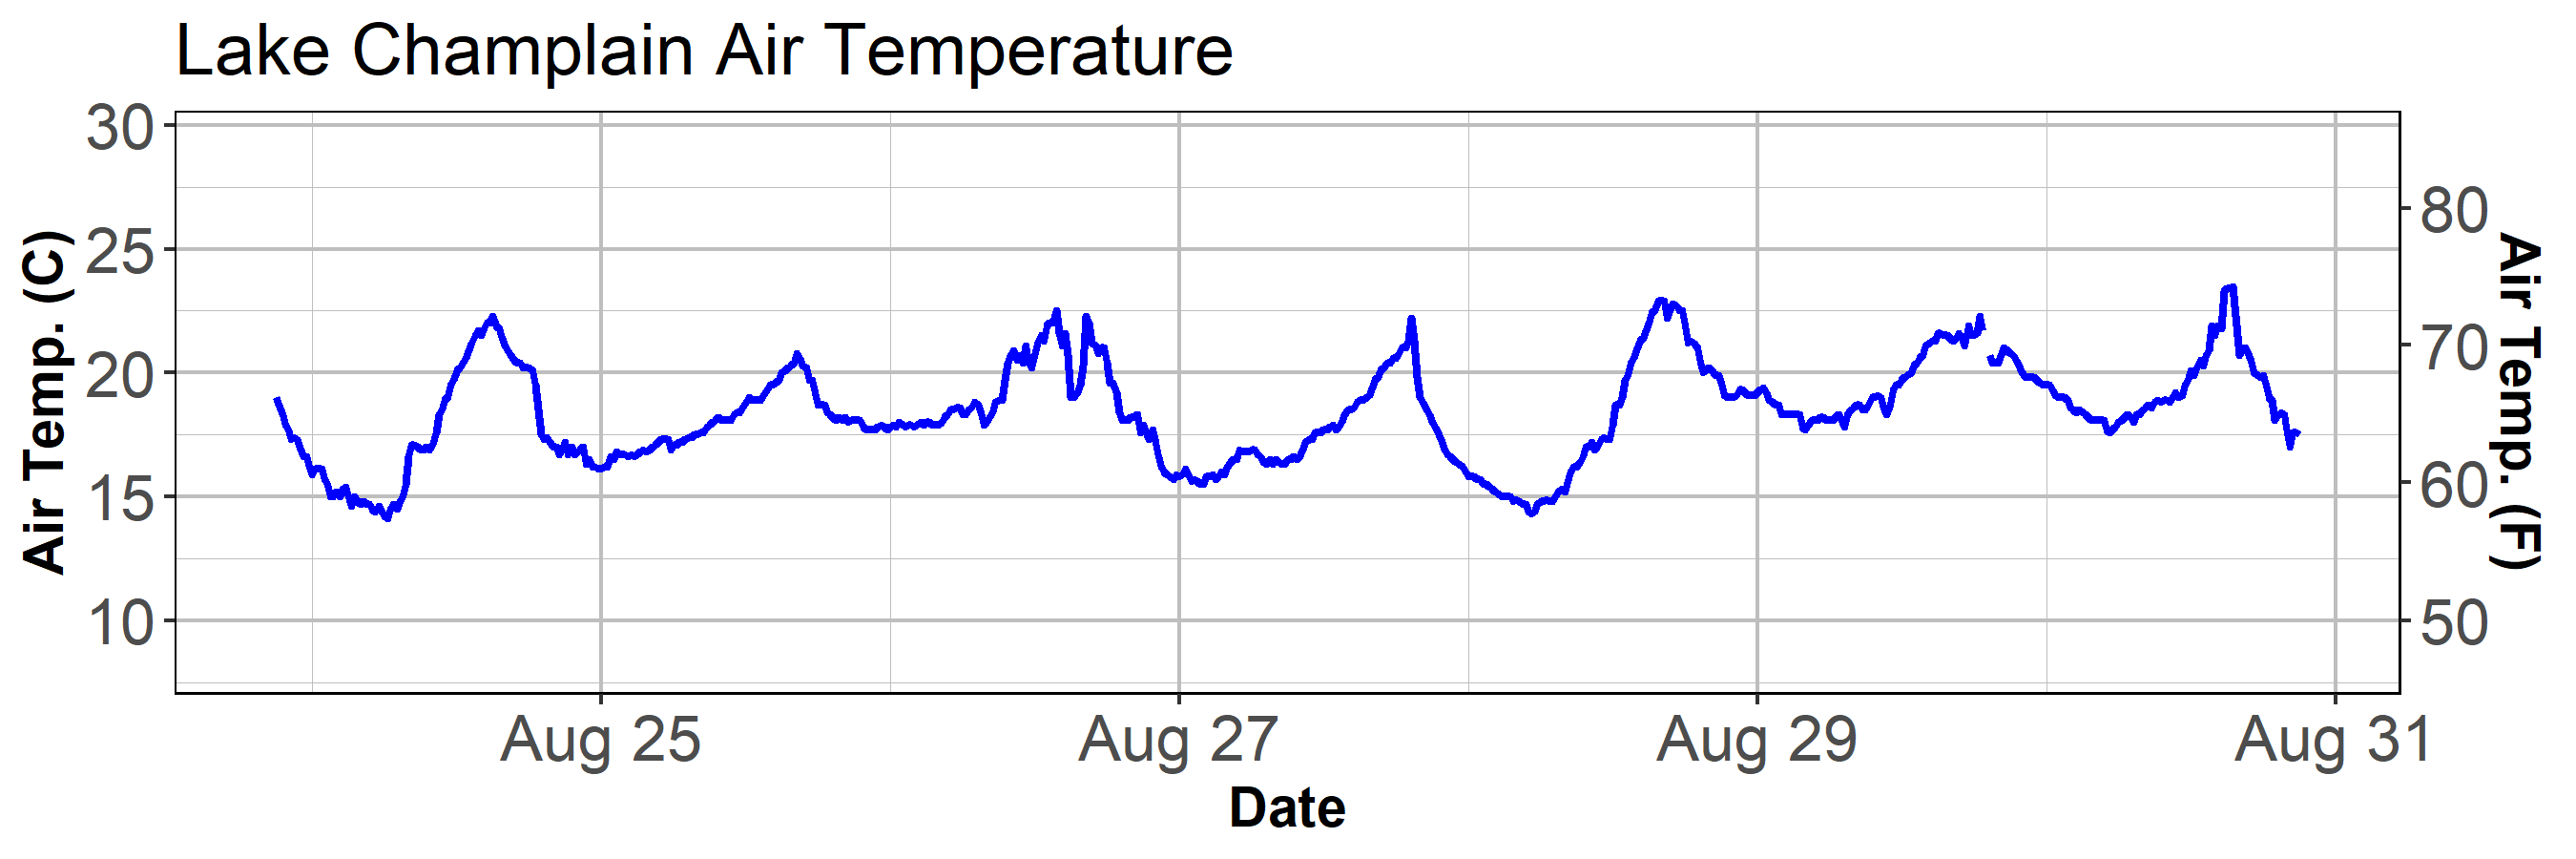 Lake Champlain Air Temperature
Air Temp. (C)
30
25
20
15
10
80
70
60
50
Air Temp. (F)
Aug 25
Aug 27
Aug 29
Aug 31
Date